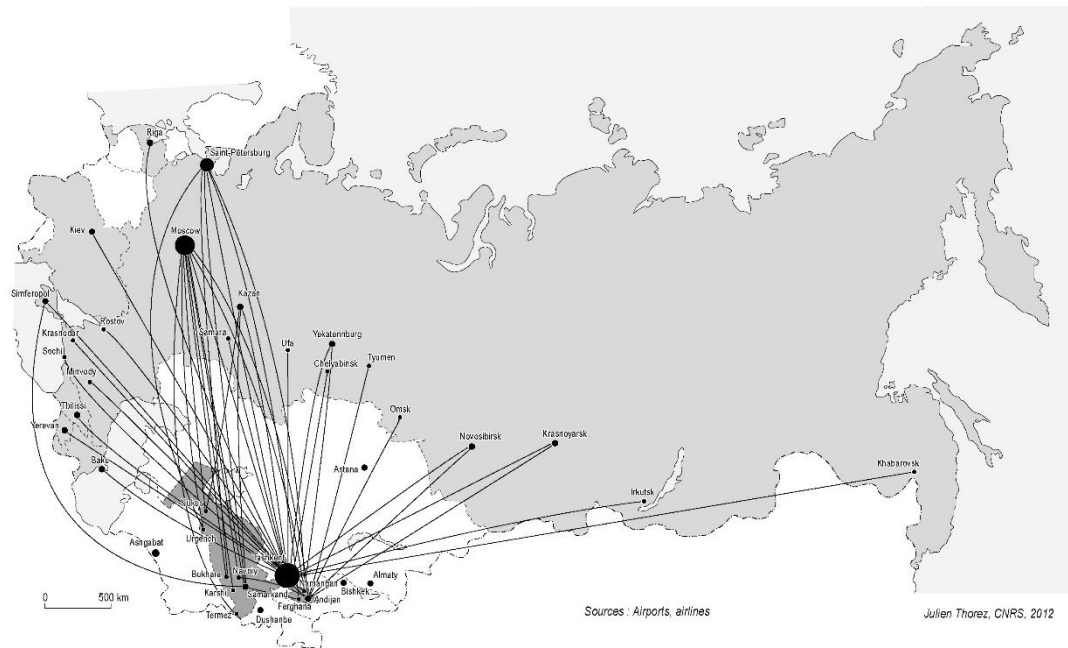 Riga
Saint-Petersburg
Kiev
Moscow
Simferopol
Kazan
Rostov
Krasnodar
Samara
Ufa
Yekaterinburg
Sochi
Chelyabinsk
Tyumen
Minvody
Tbilissi
Omsk
Yerevan
Novosibirsk
Krasnoyarsk
Baku
Astana
Khabarovsk
Irkutsk
Nukus
Urgench
Ashgabat
Tashkent
Bukhara
Navoiy
Namangan
Almaty
Karshi
Samarkand
Bishkek
Ferghana
Andijan
0 500 km
Termez
Dushanbe
Sources : Airports, airlines
Julien Thorez, CNRS, 2012